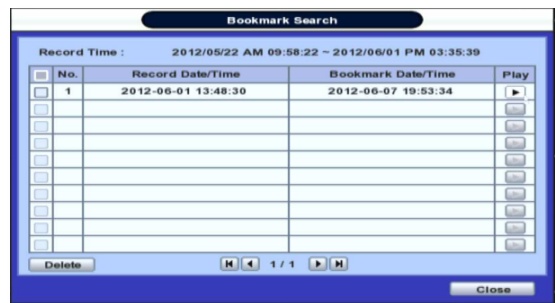 Bookmark Search
Record Time : 2012/05/22 AM 09:58:22 ~ 2012/06/01 PM 03:35:39
No. Record Date/Time Bookmark Date/Time Play
1 2012-06-01 13:48:30 2012-06-07 19:53:34
Delete 1 / 1
Close